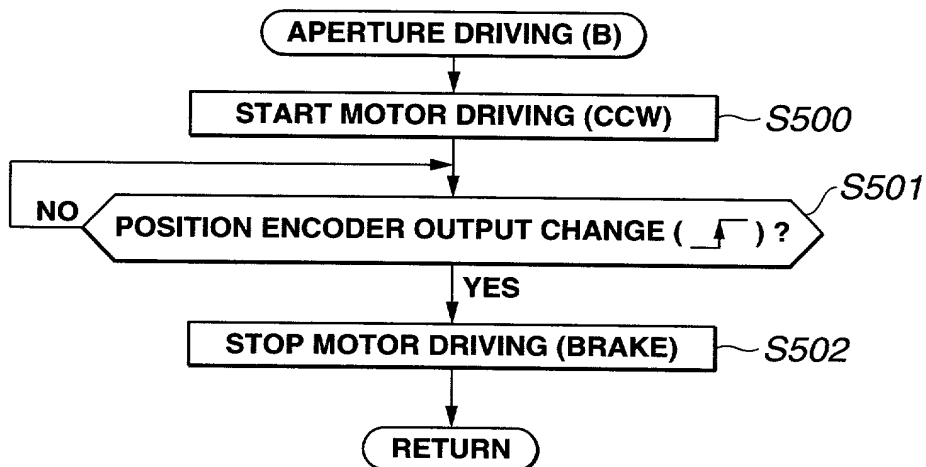 APERTURE DRIVING (B)
START MOTOR DRIVING (CCW)
S500
S501
NO
POSITION ENCODER OUTPUT CHANGE ( ) ?
YES
STOP MOTOR DRIVING (BRAKE)
S502
RETURN